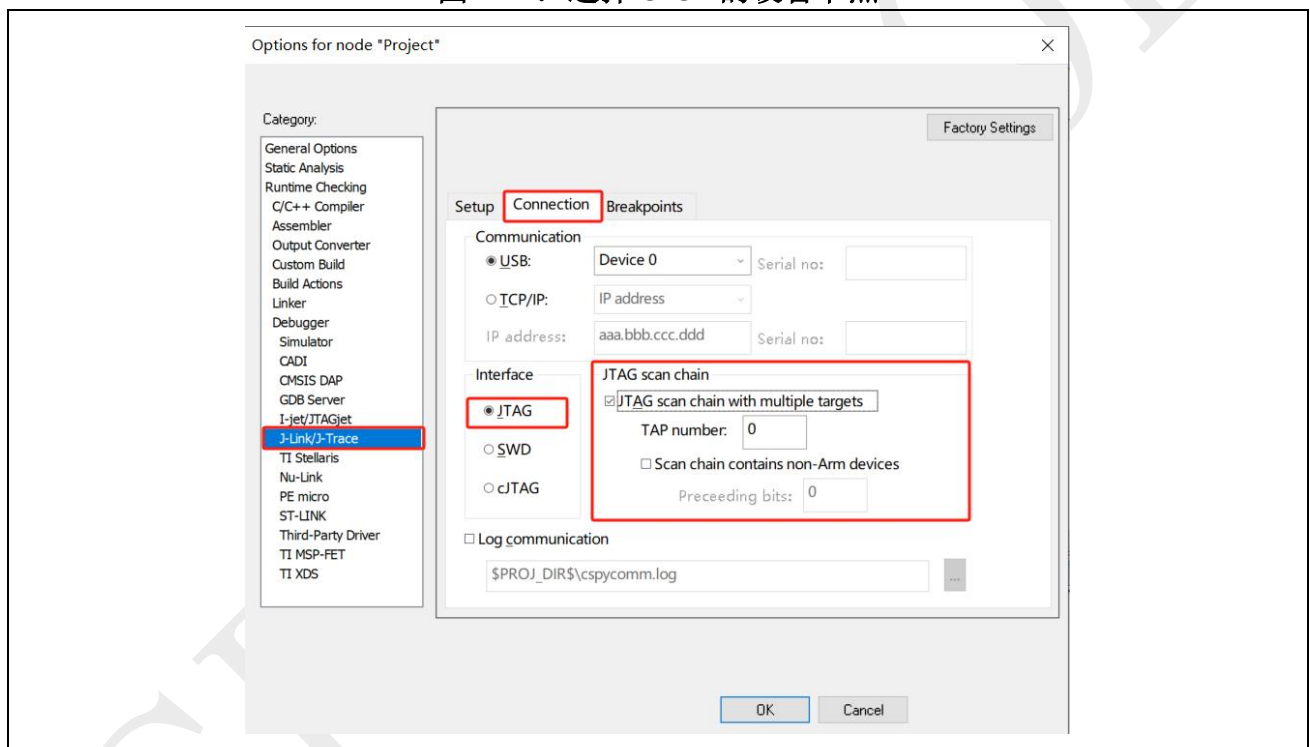 Options for node "Project"
Category:
Factory Settings
General Options
Static Analysis
Runtime Checking
C/C++ Compiler
Assembler
Output Converter
Custom Build
Build Actions
Linker
Debugger
Simulator
CADI
CMSIS DAP
GDB Server
I-jet/JTAGjet
J-Link/J-Trace
TI Stellaris
Nu-Link
PE micro
ST-LINK
Third-Party Driver
TI MSP-FET
TI XDS
Setup Connection Breakpoints
Communication
USB: Device 0 Serial no:
TCP/IP: IP address
IP address: aaa.bbb.ccc.ddd Serial no:
Interface
JTAG
SWD
cJTAG
JTAG scan chain
JTAG scan chain with multiple targets
TAP number: 0
Scan chain contains non-Arm devices
Preceeding bits: 0
Log communication
$PROJ_DIR$\cspycomm.log ...
OK Cancel